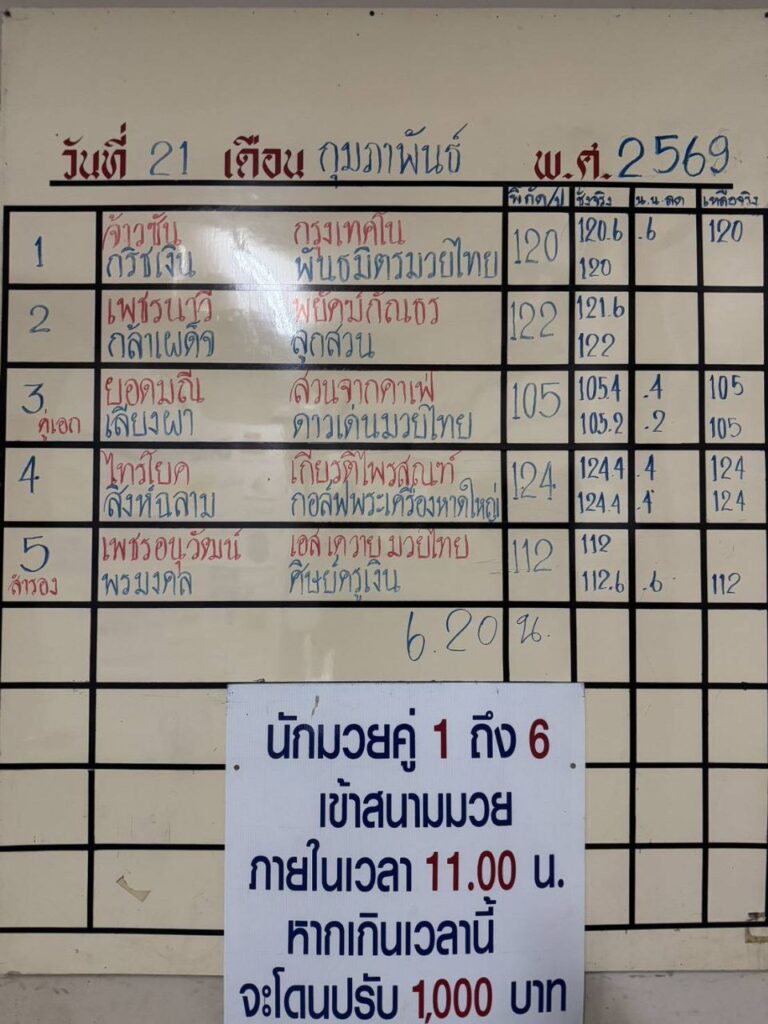 วันที่ 21 เดือน กุมภาพันธ์ พ.ศ. 2569
พิกัด/ป ชั่งจริง น.น.ลด เหลือจริง
1 จ้าวซัน กรุงเทคโน 120 120.6 .6 120
กริชเงิน พันธมิตรมวยไทย 120
2 เพชรนาวี พยัคฆ์กัณธร 122 121.6
กล้าเผด็จ ลูกสวน 122
3 ยอดมณี สวนจากคาเฟ่ 105 105.4 .4 105
คู่เอก เลียงผา ดาวเด่นมวยไทย 105.2 .2 105
4 ไทรโยค เกียรติไพรสณฑ์ 124 124.4 .4 124
สิงห์ฉลาม กอล์ฟพระเครื่องหาดใหญ่ 124.4 .4 124
5 เพชรอนุวัฒน์ เอสเควายมวยไทย 112 112
สำรอง พรมงคล ศิษย์ครูเงิน 112.6 .6 112
6.20 น.
นักมวยคู่ 1 ถึง 6
เข้าสนามมวย
ภายในเวลา 11.00 น.
หากเกินเวลานี้
จะโดนปรับ 1,000 บาท